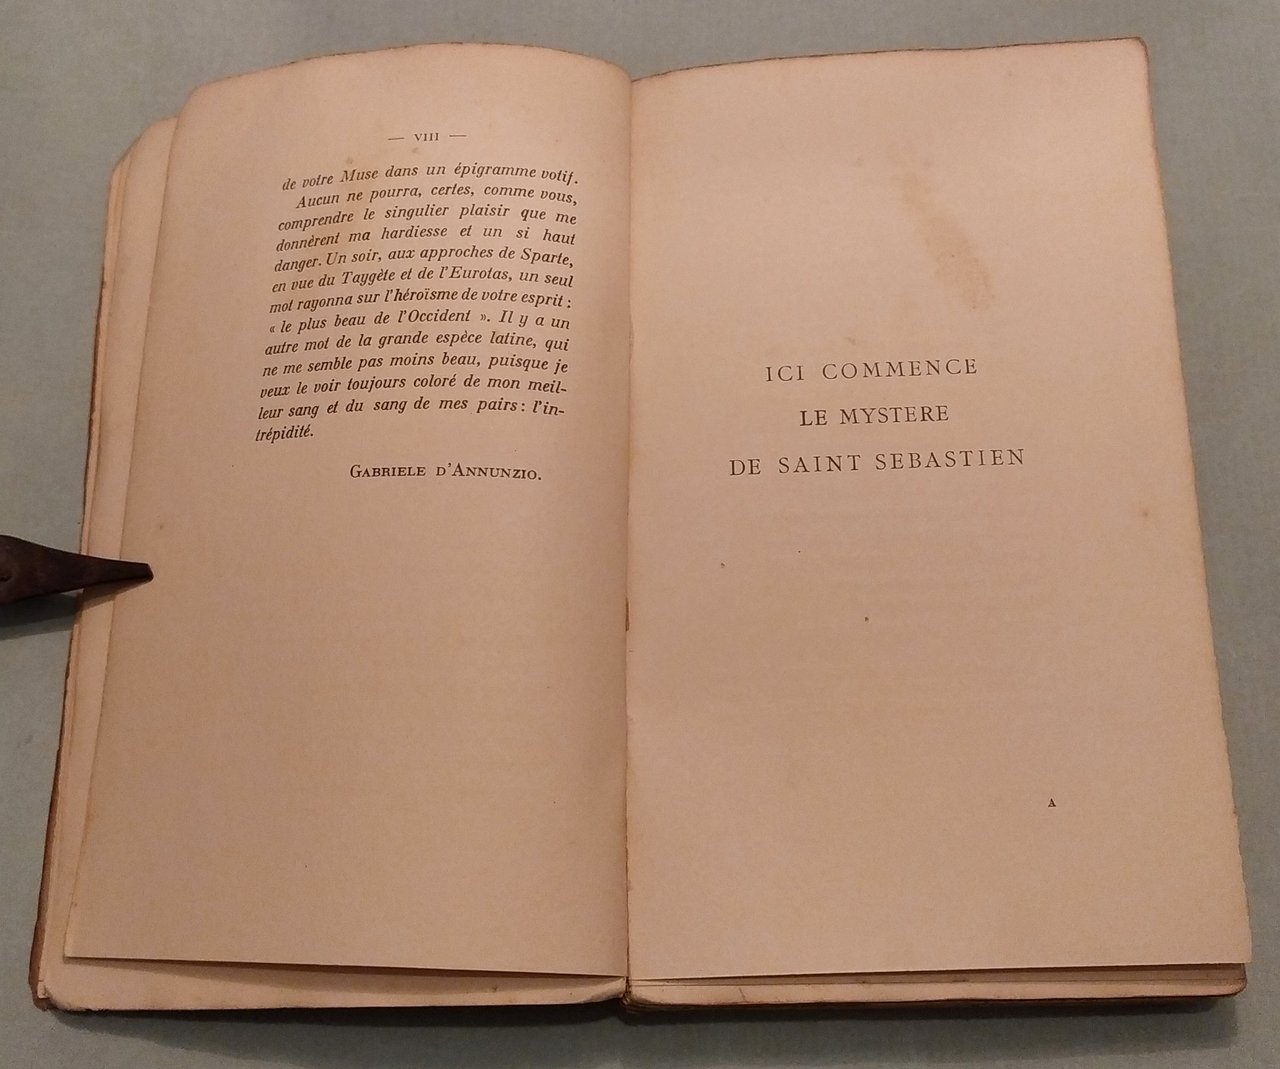 — VIII —
de votre Muse dans un épigramme votif.
Aucun ne pourra, certes, comme vous,
comprendre le singulier plaisir que me
donnèrent ma hardiesse et un si haut
danger. Un soir, aux approches de Sparte,
en vue du Taygète et de l'Eurotas, un seul
mot rayonna sur l'héroïsme de votre esprit :
« le plus beau de l'Occident ». Il y a un
autre mot de la grande espèce latine, qui
ne me semble pas moins beau, puisque je
veux le voir toujours coloré de mon meil-
leur sang et du sang de mes pairs : l'in-
trépidité.
GABRIELE D'ANNUNZIO.
ICI COMMENCE
LE MYSTERE
DE SAINT SEBASTIEN
A